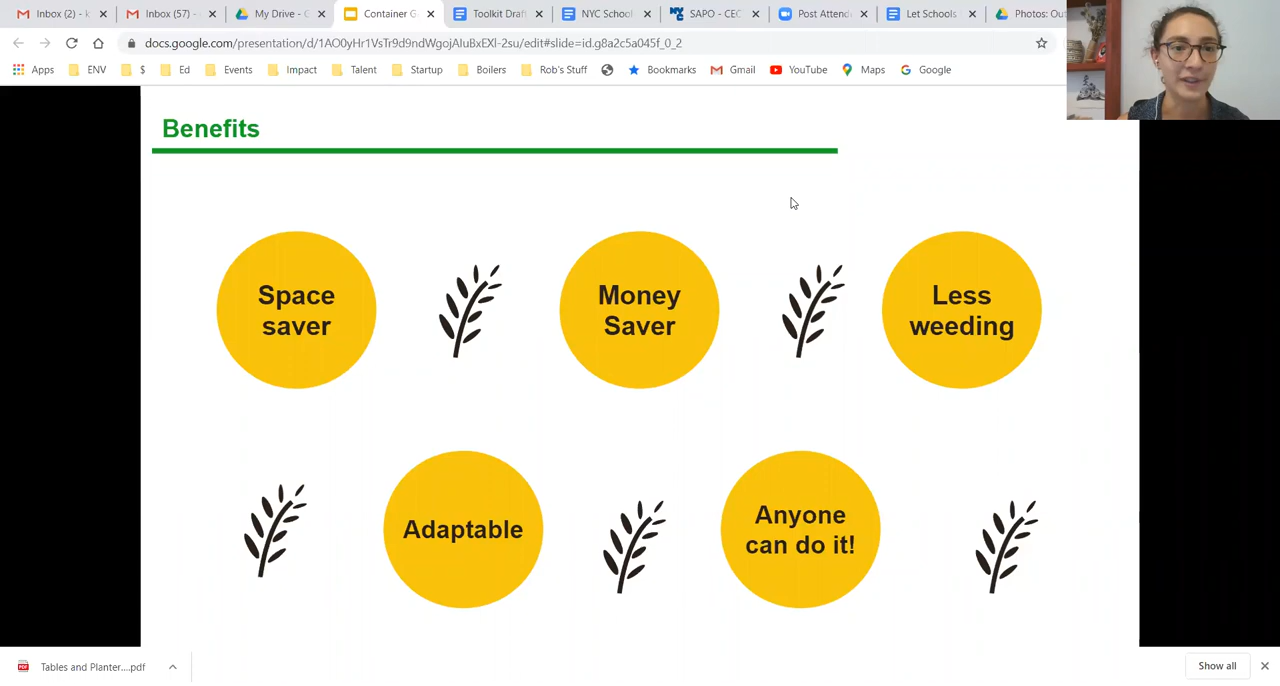 Inbox (2) - k
Inbox (57) -
My Drive - G
Container G
Toolkit Draf
NYC School
SAPO - CEC
Post Attend
Let Schools
Photos: Ou
docs.google.com/presentation/d/1AO0yHr1VsTr9d9ndWgojAIuBxEXl-2su/edit#slide=id.g8a2c5a045f_0_2
Apps
ENV
$
Ed
Events
Impact
Talent
Startup
Boilers
Rob's Stuff
Bookmarks
Gmail
YouTube
Maps
Google
Benefits
Space
saver
Money
Saver
Less
weeding
Adaptable
Anyone
can do it!
Tables and Planter....pdf
Show all